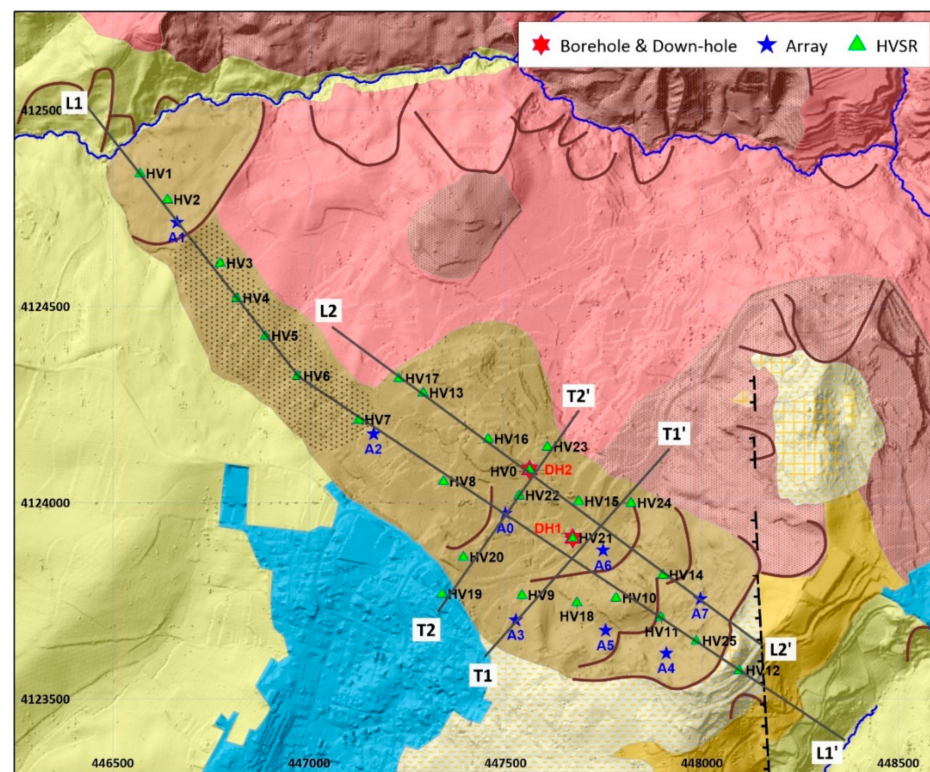 Borehole & Down-hole Array HVSR
L1
4125000
HV1
HV2
A1
HV3
HV4
4124500
L2
HV5
HV6
HV17
HV13
HV7
A2
T2'
T1'
HV16
HV23
HV0
DH2
HV8
HV22
HV15
HV24
4124000
A0
DH1
HV21
A6
HV20
HV14
HV19
HV9
HV10
A7
HV18
T2
A3
A5
HV11
HV25
L2'
T1
A4
HV12
4123500
L1'
446500 447000 447500 448000 448500